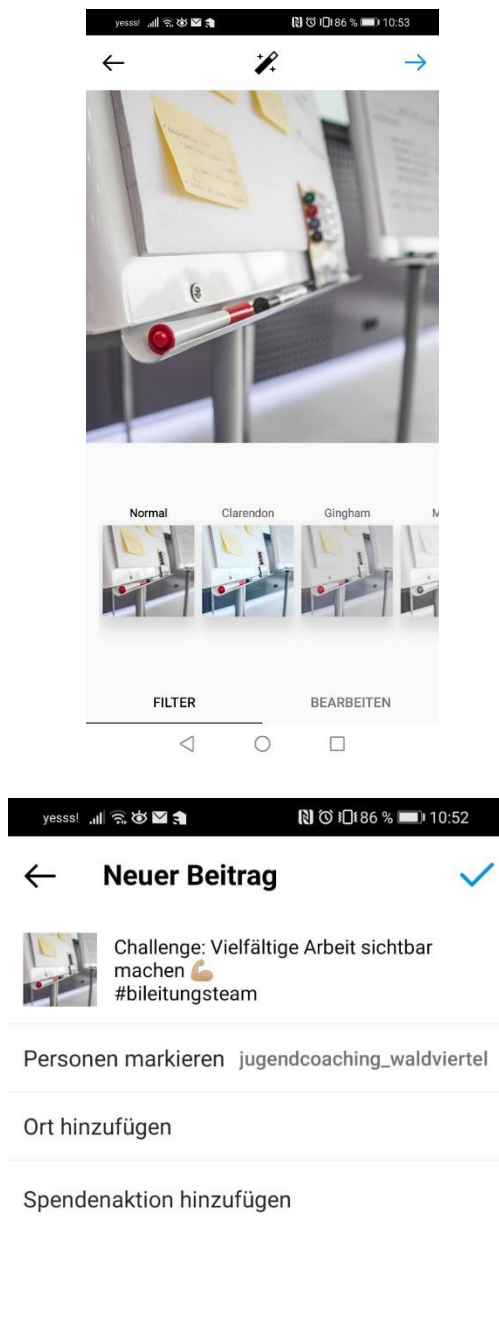 yesss! 86 % 10:53
Normal Clarendon Gingham M
FILTER BEARBEITEN
yesss! 86 % 10:52
Neuer Beitrag
Challenge: Vielfältige Arbeit sichtbar
machen 💪🏼
#bileitungsteam
Personen markieren jugendcoaching_waldviertel
Ort hinzufügen
Spendenaktion hinzufügen